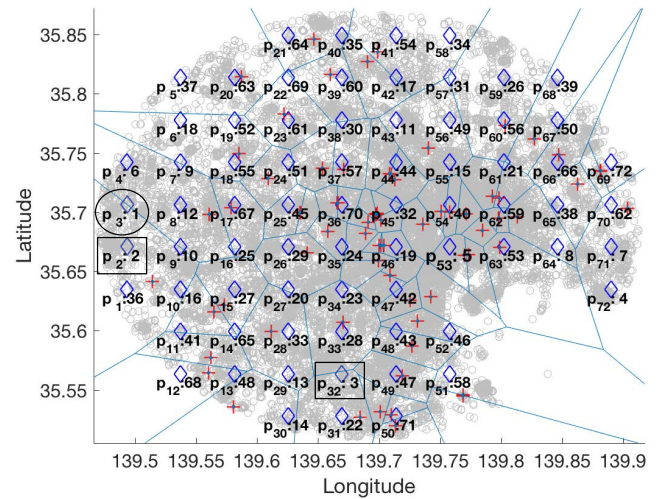 35.85
p21:64 p40:35 p41:54 p58:34
35.8
p5:37 p20:63 p22:69 p39:60 p42:17 p57:31 p59:26 p68:39
p6:18 p19:52 p23:61 p38:30 p43:11 p56:49 p60:56 p67:50
35.75
p4:6 p7:9 p18:55 p24:51 p37:57 p44:44 p55:15 p61:21 p66:66 p69:72
35.7
p3:1 p8:12 p17:67 p25:45 p36:70 p45:32 p54:40 p62:59 p65:38 p70:62
p2:2 p9:10 p16:25 p26:29 p35:24 p46:19 p53:5 p63:53 p64:8 p71:7
35.65
p1:36 p10:16 p15:27 p27:20 p34:23 p47:42 p72:4
35.6
p11:41 p14:65 p28:33 p33:28 p48:43 p52:46
35.55
p12:68 p13:48 p29:13 p32:3 p49:47 p51:58
p30:14 p31:22 p50:71
139.5 139.55 139.6 139.65 139.7 139.75 139.8 139.85 139.9
Longitude
Latitude